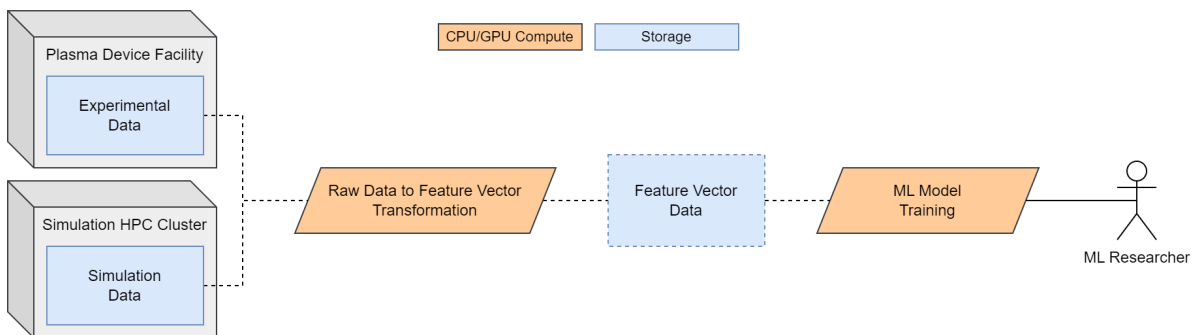 Plasma Device Facility
Experimental
Data
CPU/GPU Compute
Storage
Simulation HPC Cluster
Simulation
Data
Raw Data to Feature Vector
Transformation
Feature Vector
Data
ML Model
Training
ML Researcher